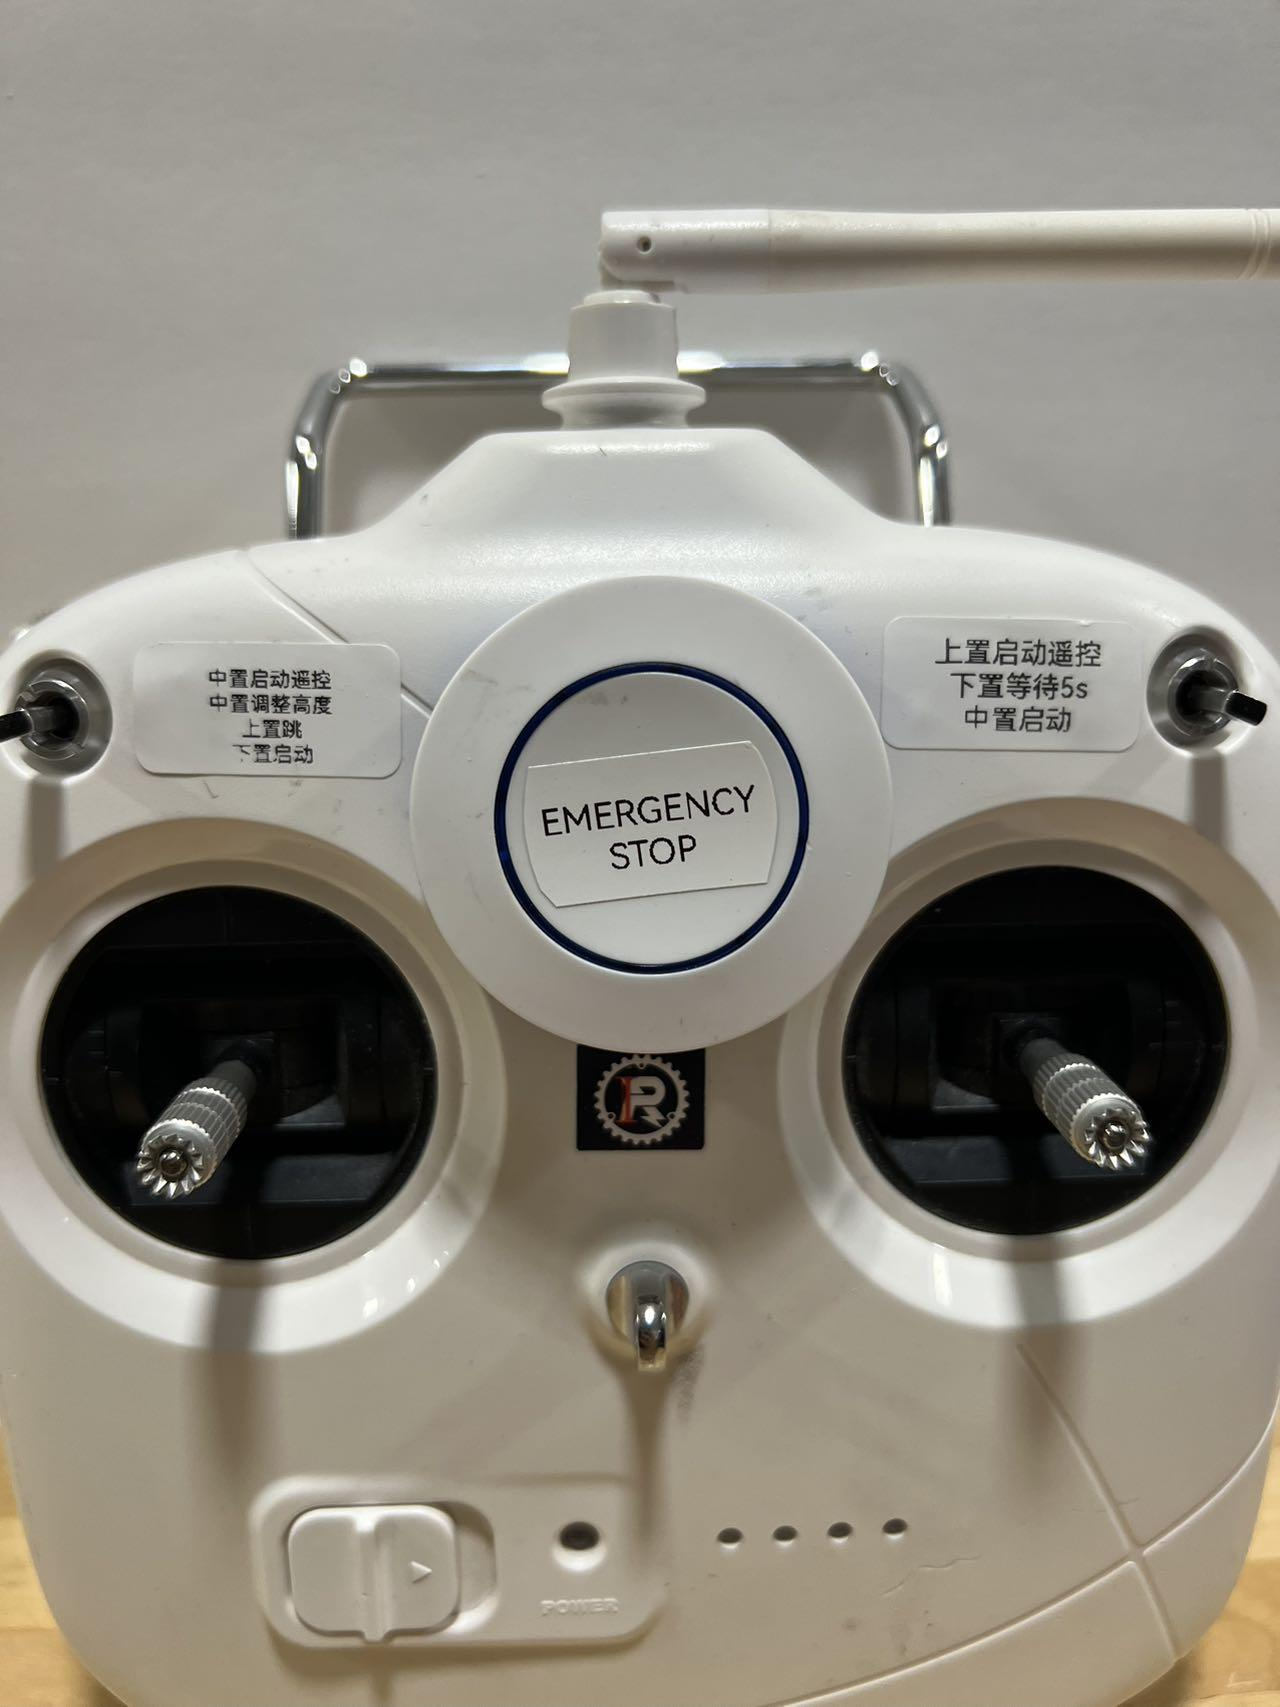 中置启动遥控
中置调整高度
上置跳
下置启动
上置启动遥控
下置等待5s
中置启动
EMERGENCY
STOP
POWER